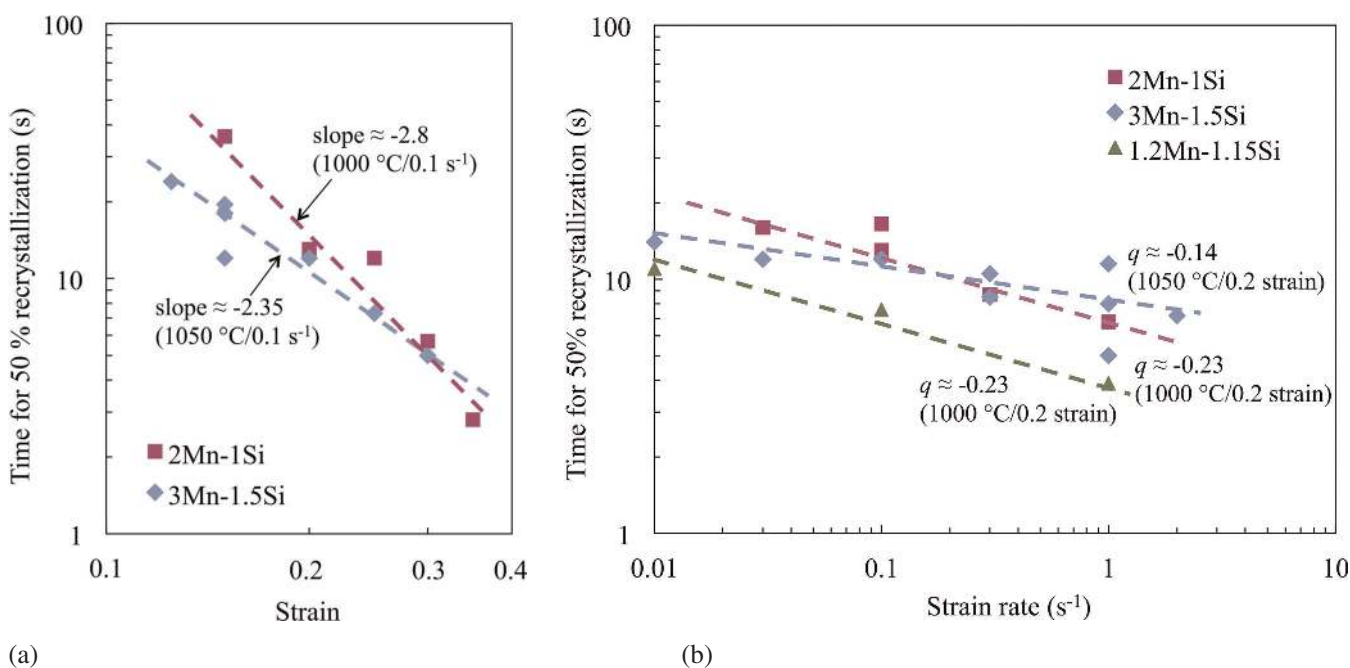 100
10
1
Time for 50 % recrystallization (s)
slope ≈ -2.8
(1000 °C/0.1 s⁻¹)
slope ≈ -2.35
(1050 °C/0.1 s⁻¹)
2Mn-1Si
3Mn-1.5Si
0.1
0.2
0.3
0.4
Strain
(a)
100
10
1
Time for 50% recrystallization (s)
2Mn-1Si
3Mn-1.5Si
1.2Mn-1.15Si
q ≈ -0.14
(1050 °C/0.2 strain)
q ≈ -0.23
(1000 °C/0.2 strain)
q ≈ -0.23
(1000 °C/0.2 strain)
0.01
0.1
1
10
Strain rate (s⁻¹)
(b)